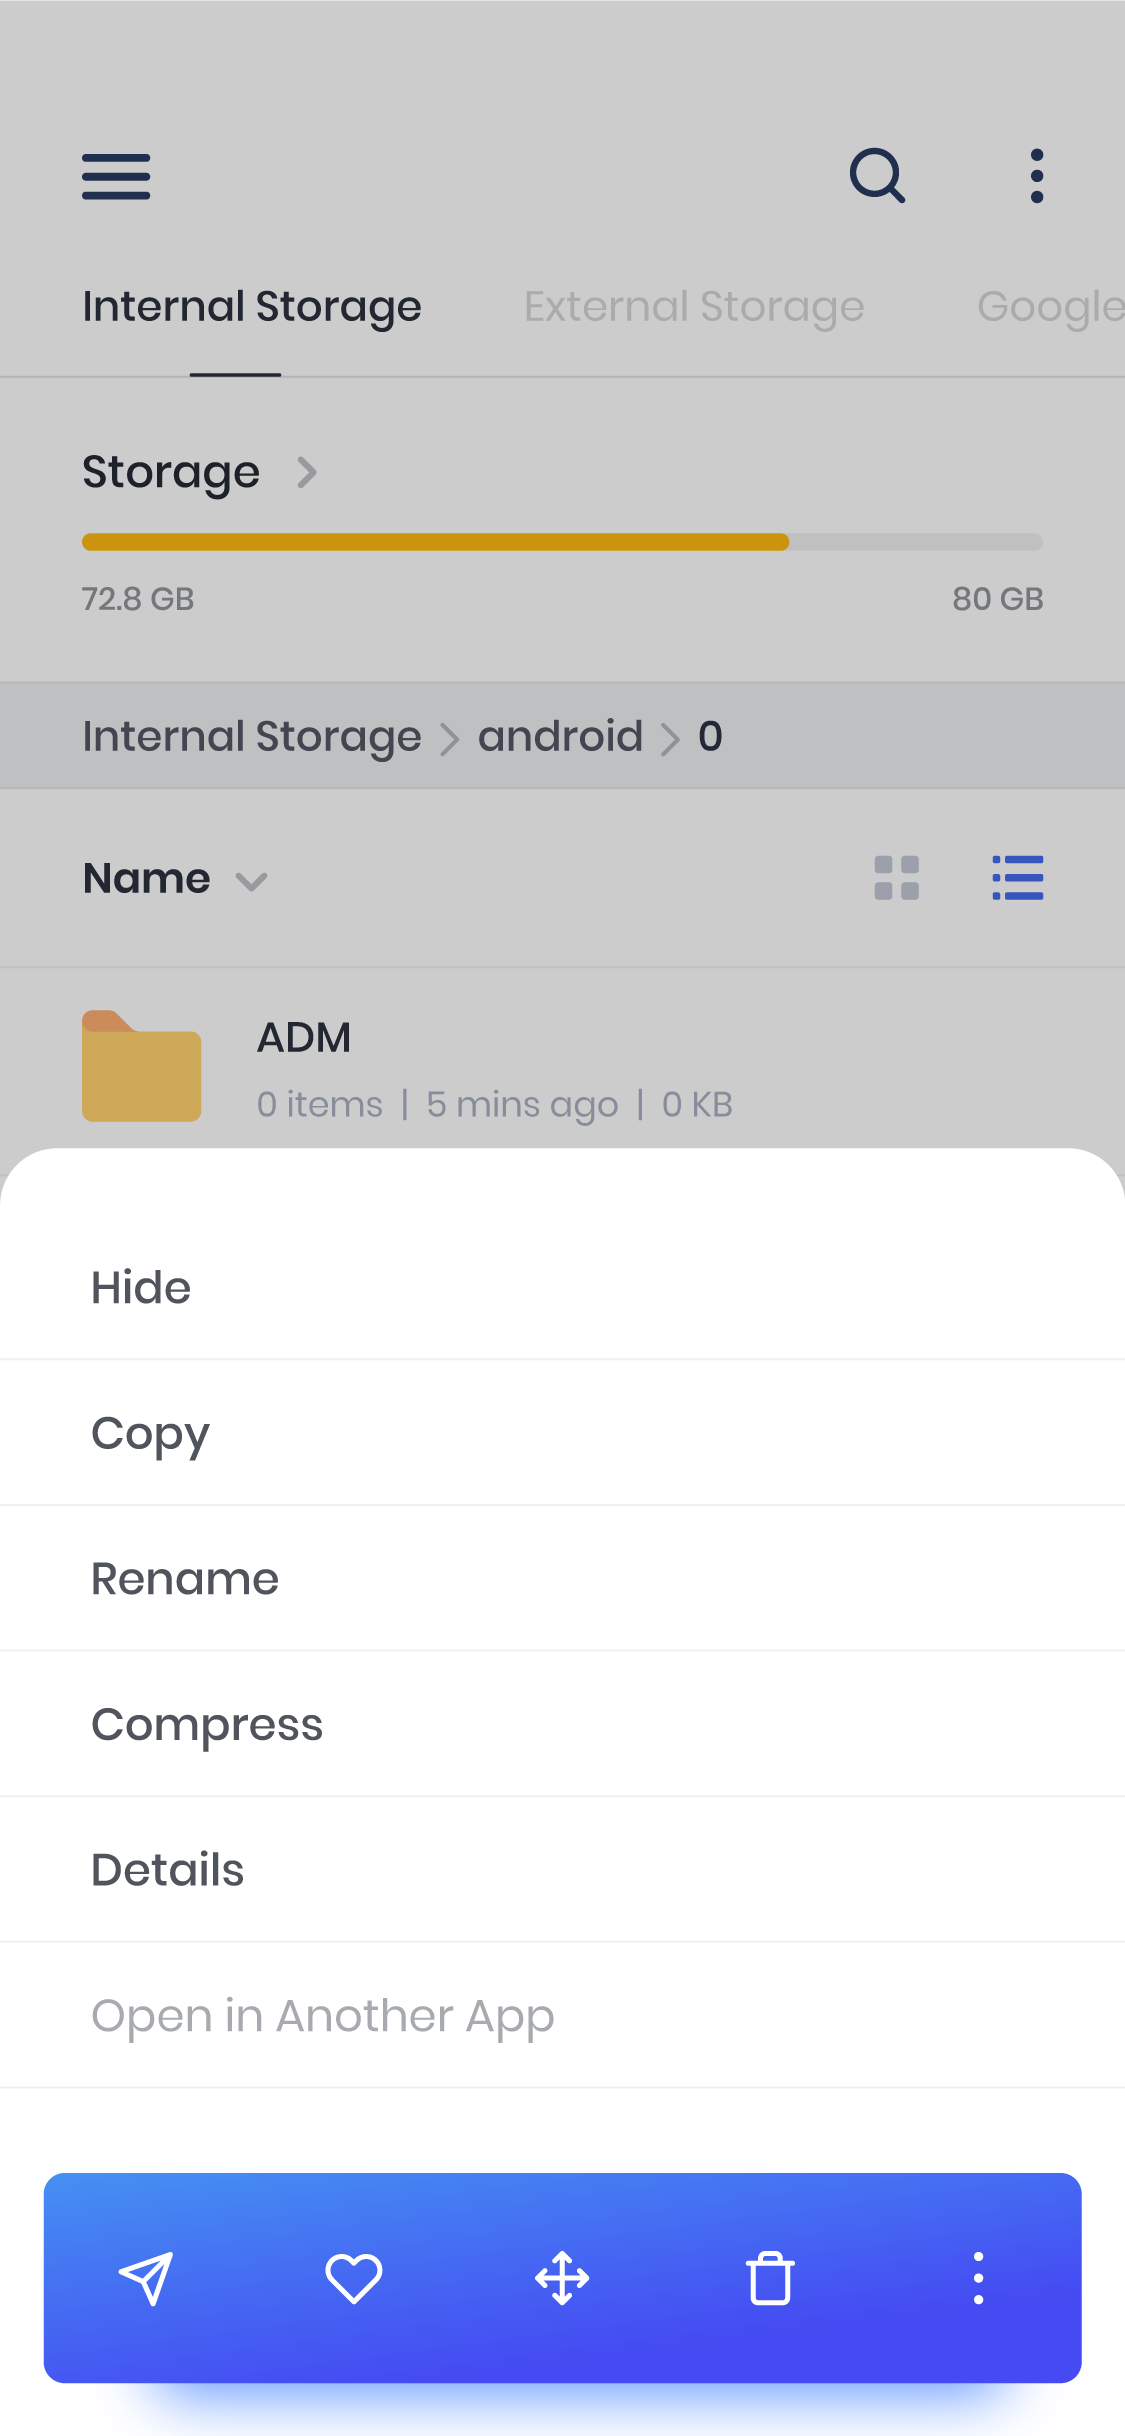 Internal Storage External Storage Google
Storage
72.8 GB 80 GB
Internal Storage android 0
Name
ADM
0 items | 5 mins ago | 0 KB
Hide
Copy
Rename
Compress
Details
Open in Another App